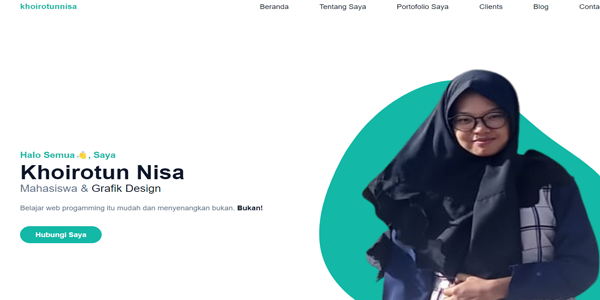 khoirotunnisa
Beranda Tentang Saya Portofolio Saya Clients Blog Conta
Halo Semua👋, Saya
Khoirotun Nisa
Mahasiswa & Grafik Design
Belajar web progamming itu mudah dan menyenangkan bukan. Bukan!
Hubungi Saya